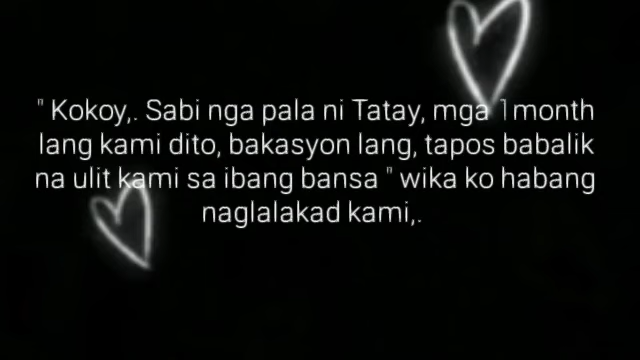 " Kokoy,. Sabi nga pala ni Tatay, mga 1month
lang kami dito, bakasyon lang, tapos babalik
na ulit kami sa ibang bansa " wika ko habang
naglalakad kami,.